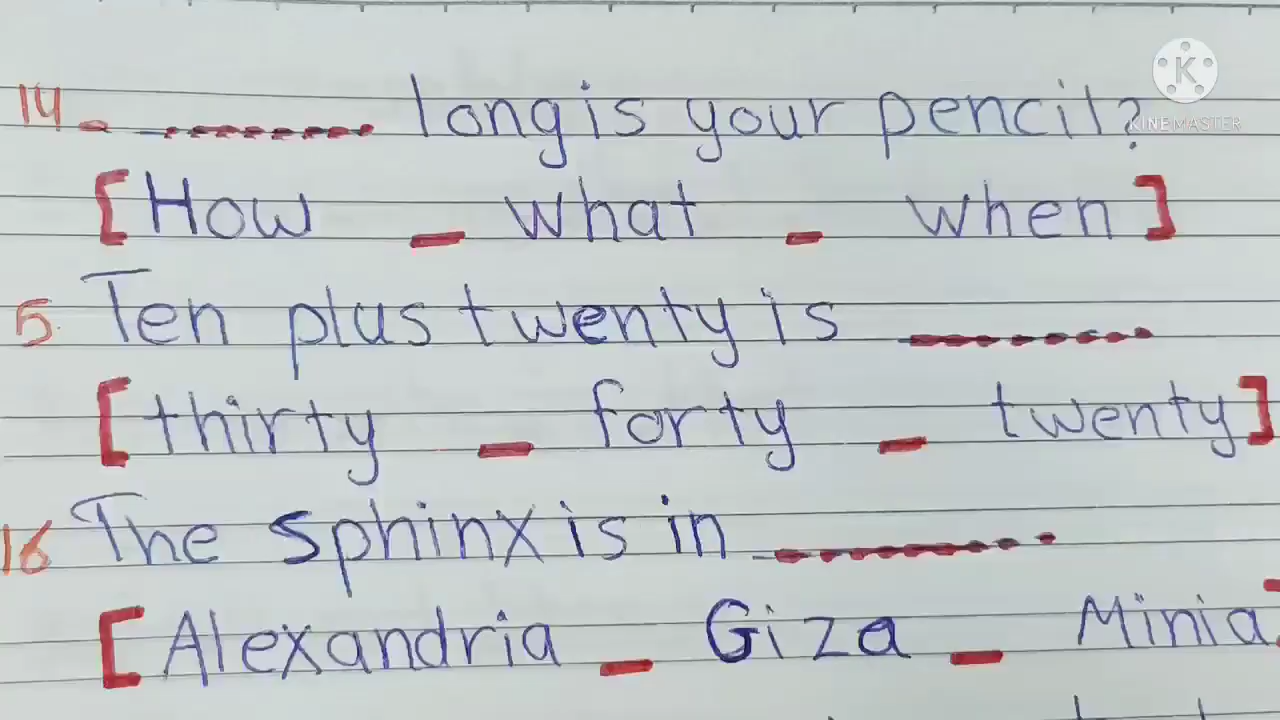 14- ........ long is your pencil?
[How - what - when]
5. Ten plus twenty is ........
[thirty - forty - twenty]
16 The sphinx is in ........
[Alexandria - Giza - Minia]
K
KINEMASTER